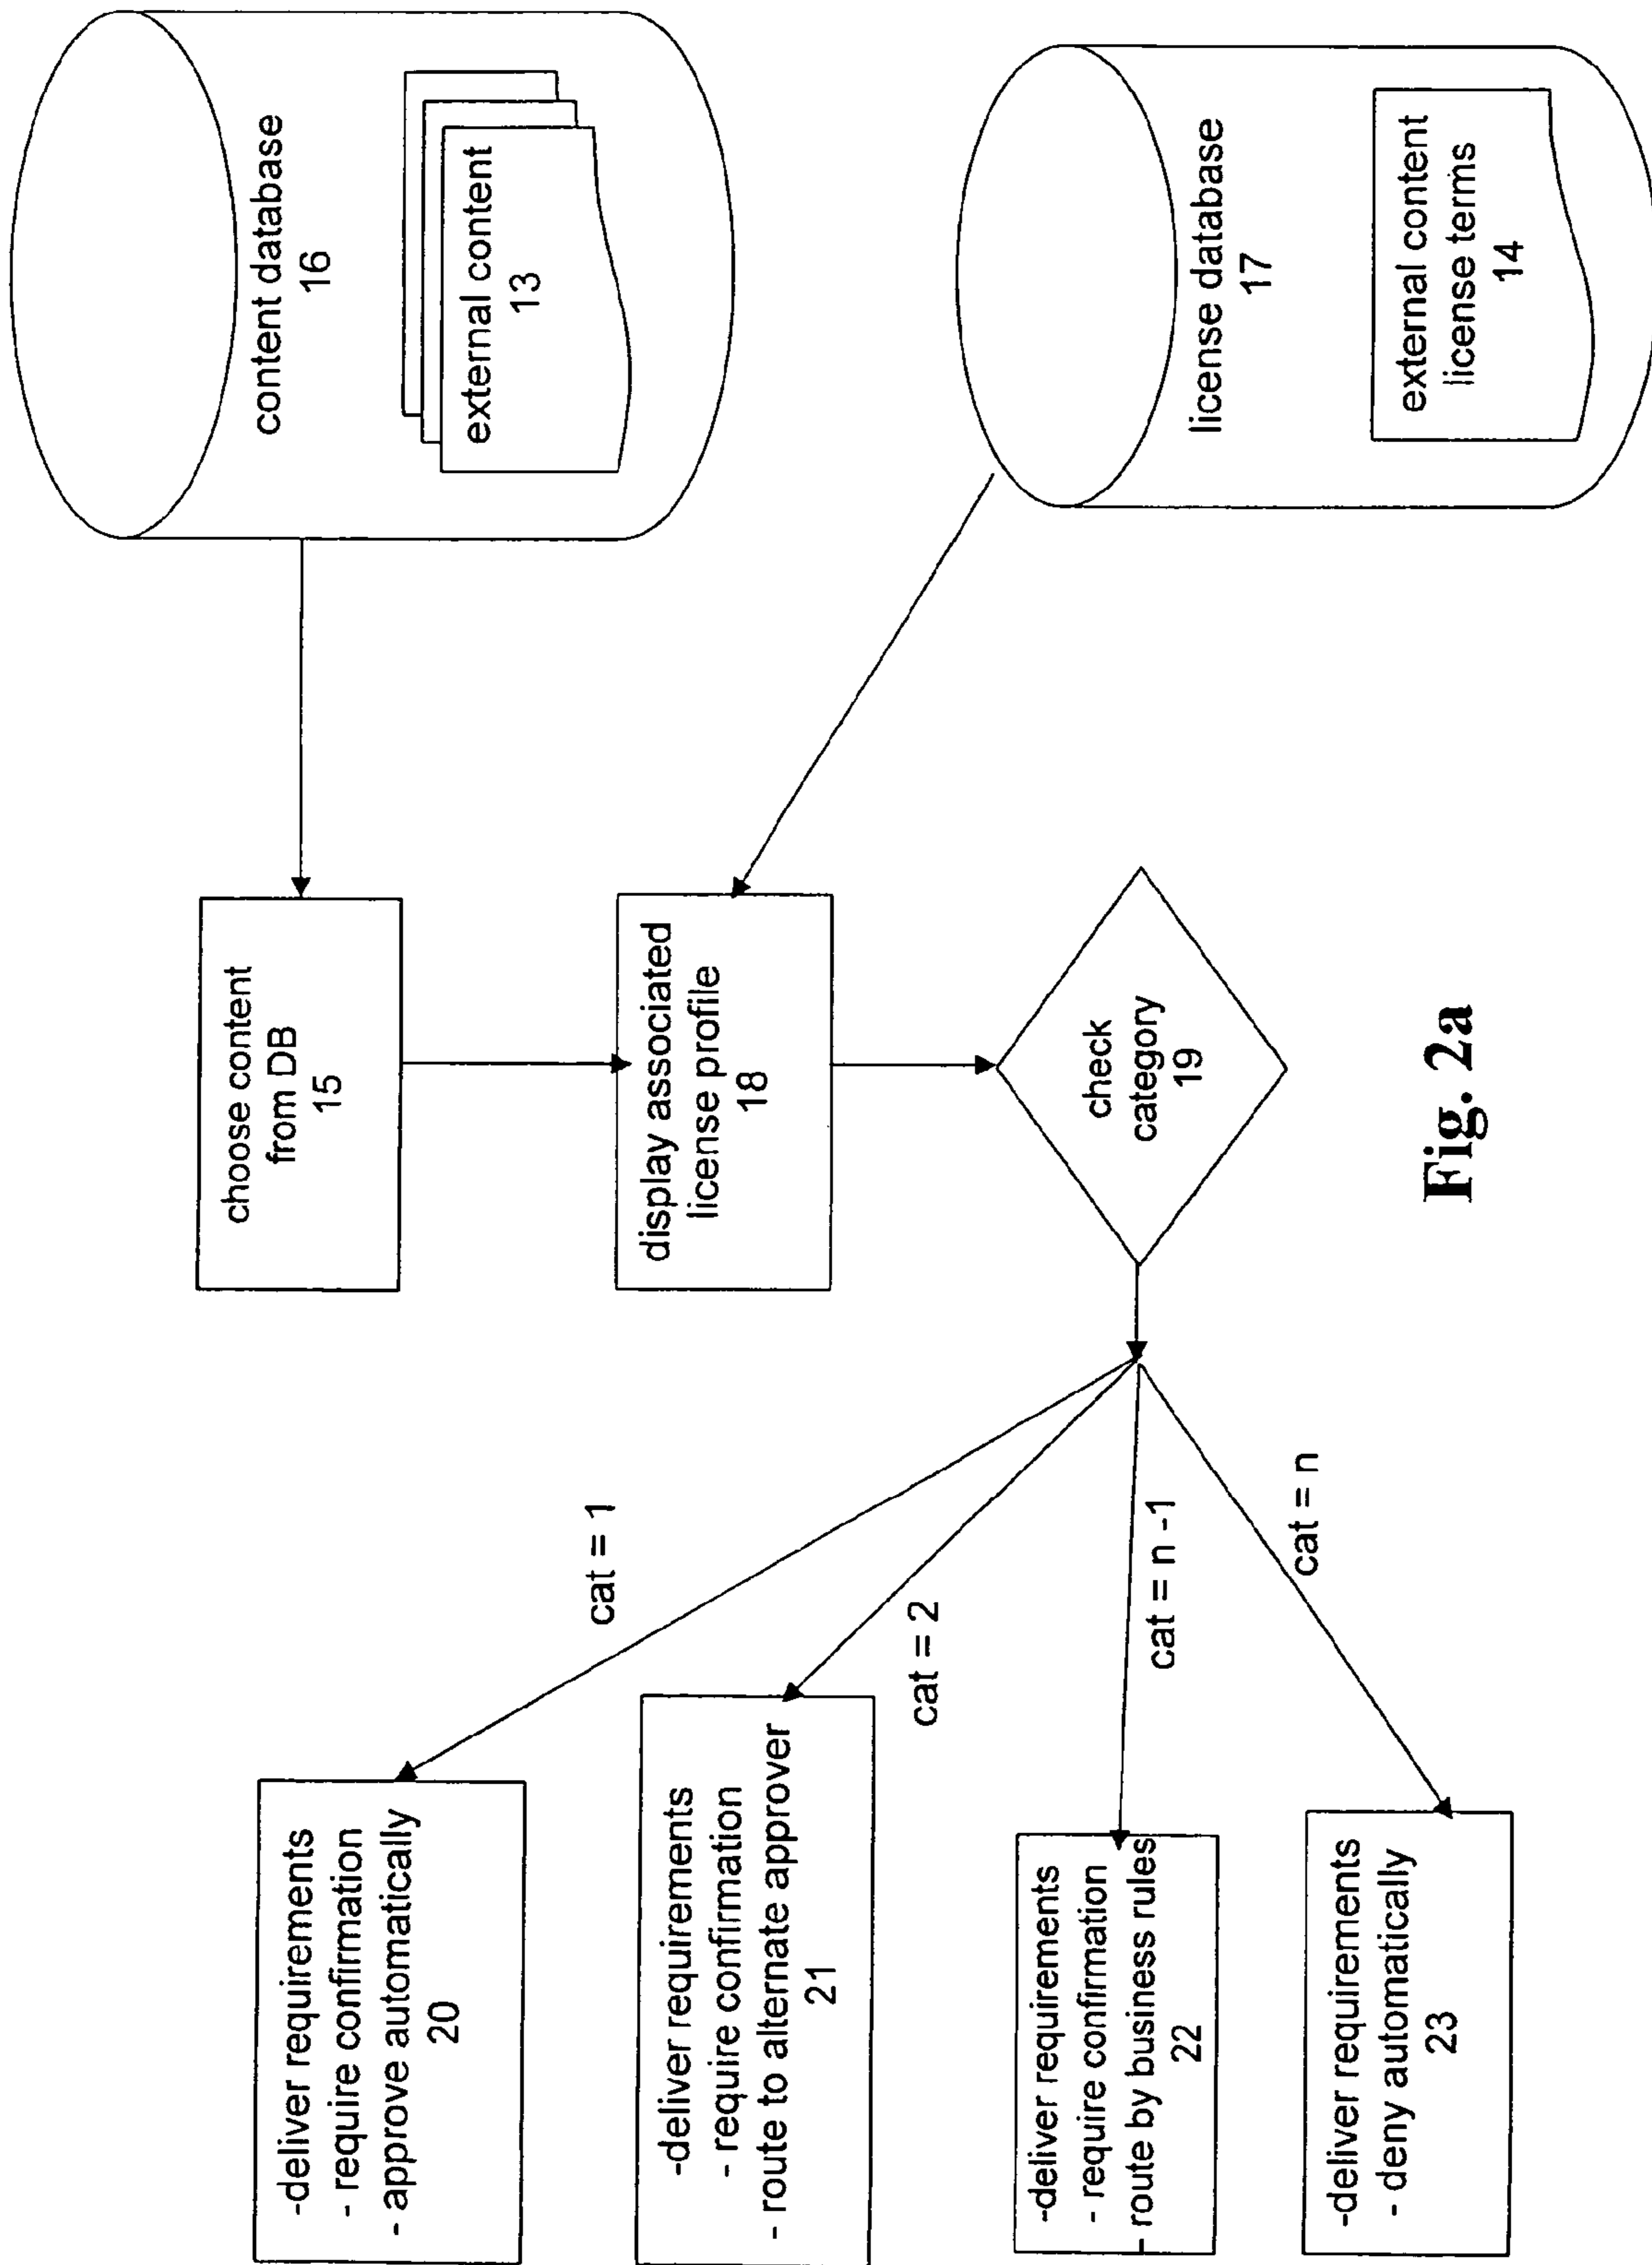 content database
16
external content
13
license database
17
external content
license terms
14
choose content
from DB
15
display associated
license profile
18
check
category
19
cat = 1
cat = 2
cat = n -1
cat = n
-deliver requirements
- require confirmation
- approve automatically
20
-deliver requirements
- require confirmation
- route to alternate approver
21
-deliver requirements
- require confirmation
- route by business rules
22
-deliver requirements
- deny automatically
23
Fig. 2a